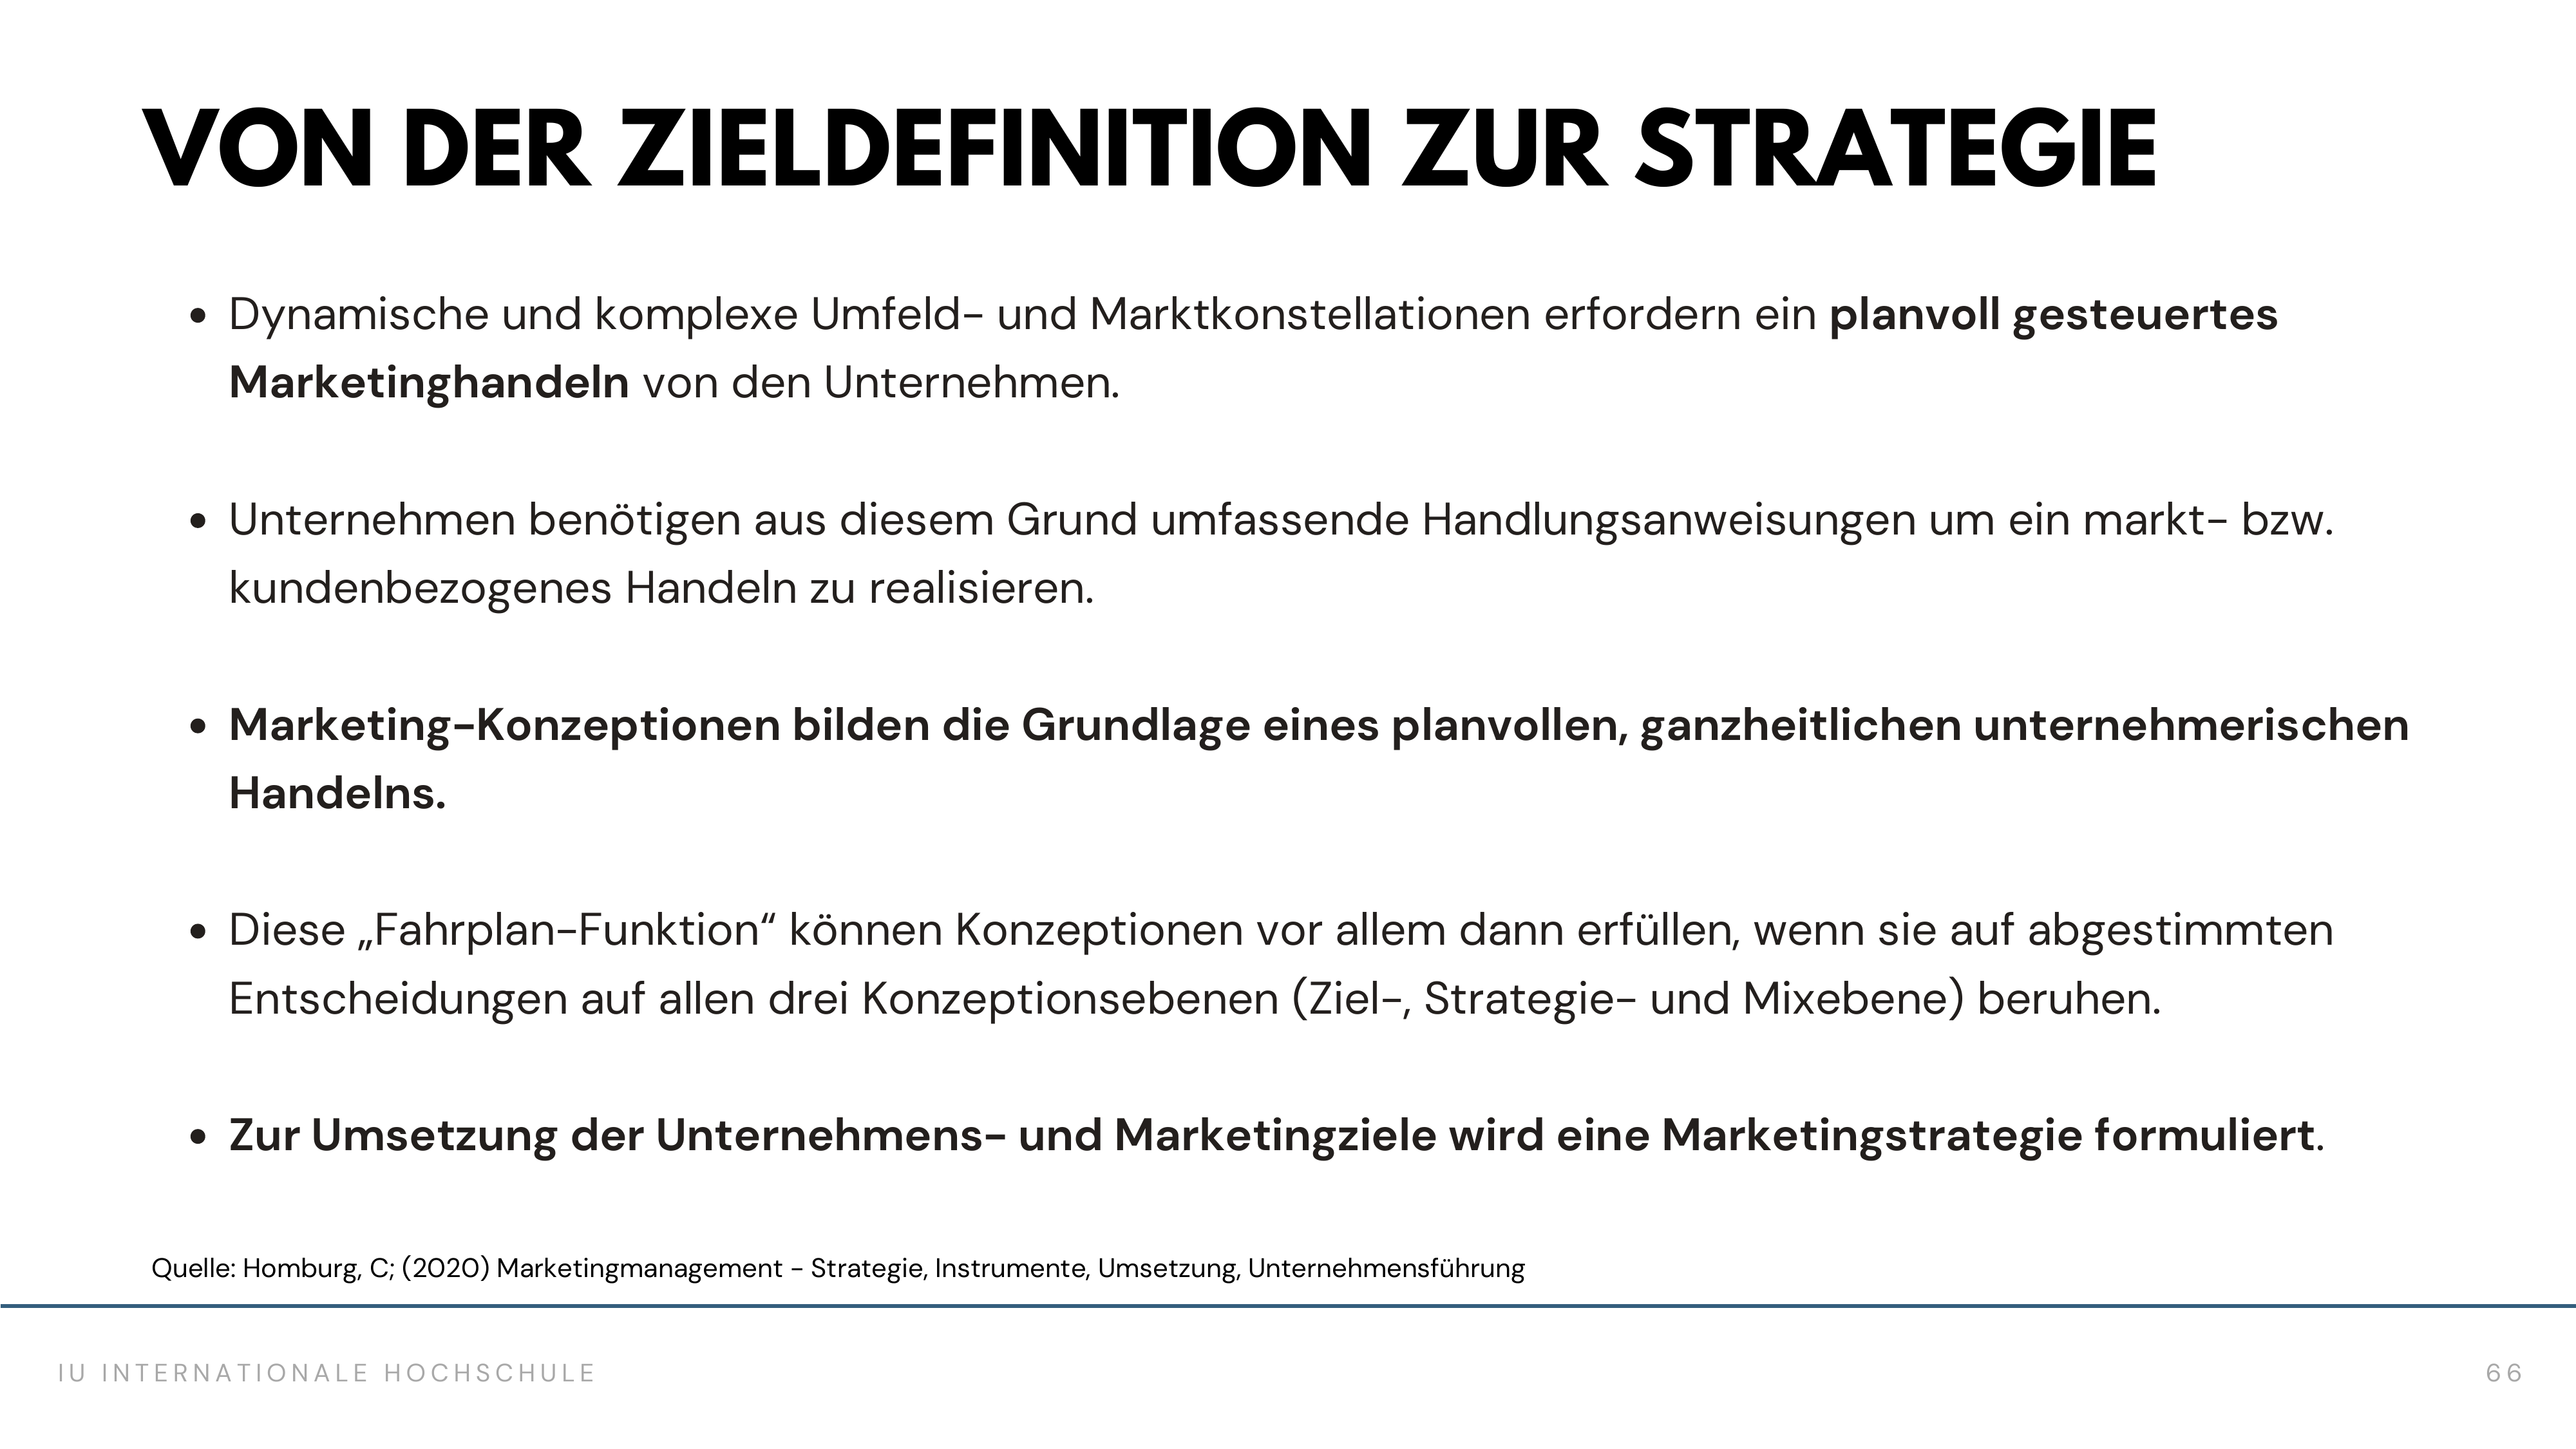 VON DER ZIELDEFINITION ZUR STRATEGIE
• Dynamische und komplexe Umfeld- und Marktkonstellationen erfordern ein planvoll gesteuertes
Marketinghandeln von den Unternehmen.
• Unternehmen benötigen aus diesem Grund umfassende Handlungsanweisungen um ein markt- bzw.
kundenbezogenes Handeln zu realisieren.
• Marketing-Konzeptionen bilden die Grundlage eines planvollen, ganzheitlichen unternehmerischen
Handelns.
• Diese „Fahrplan-Funktion“ können Konzeptionen vor allem dann erfüllen, wenn sie auf abgestimmten
Entscheidungen auf allen drei Konzeptionsebenen (Ziel-, Strategie- und Mixebene) beruhen.
• Zur Umsetzung der Unternehmens- und Marketingziele wird eine Marketingstrategie formuliert.
Quelle: Homburg, C; (2020) Marketingmanagement - Strategie, Instrumente, Umsetzung, Unternehmensführung
IU INTERNATIONALE HOCHSCHULE
66